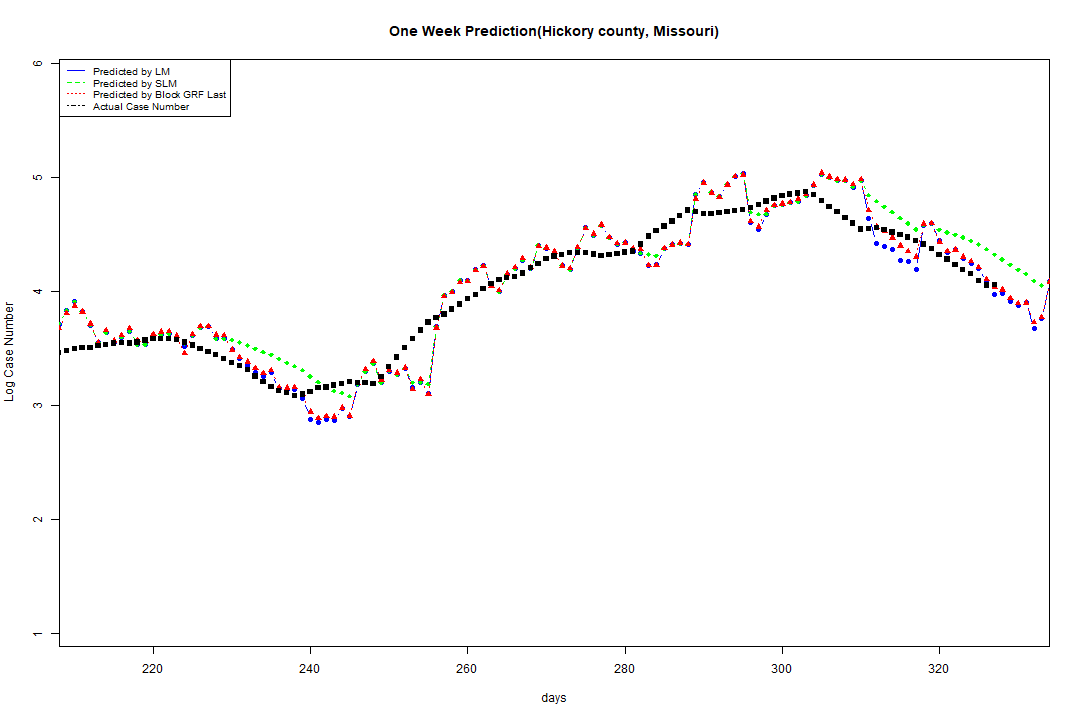 One Week Prediction(Hickory county, Missouri)
Predicted by LM
Predicted by SLM
Predicted by Block GRF Last
Actual Case Number
Log Case Number
6
5
4
3
2
1
220 240 260 280 300 320
days